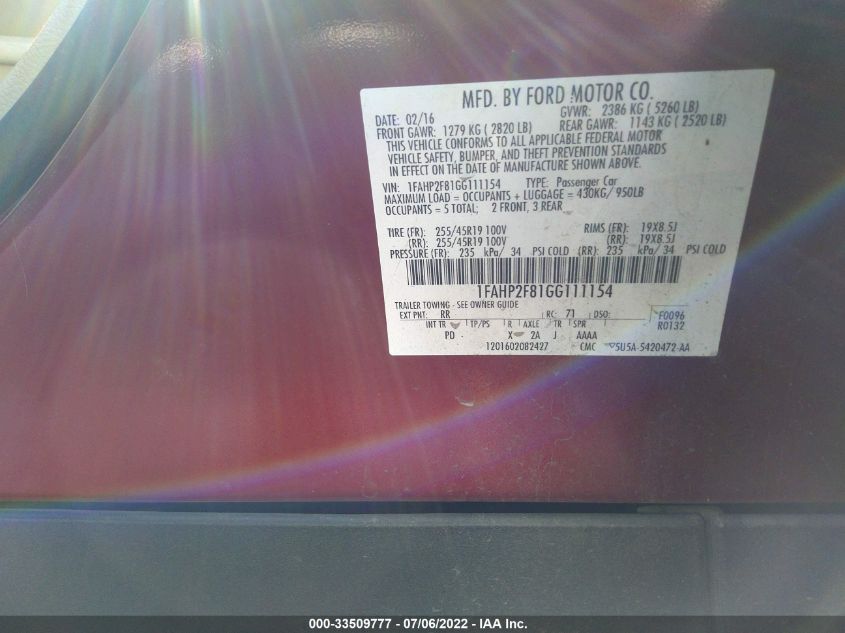 MFD. BY FORD MOTOR CO.
DATE: 02/16 GVWR: 2386 KG ( 5260 LB)
FRONT GAWR: 1279 KG ( 2820 LB) REAR GAWR: 1143 KG ( 2520 LB)
THIS VEHICLE CONFORMS TO ALL APPLICABLE FEDERAL MOTOR
VEHICLE SAFETY, BUMPER, AND THEFT PREVENTION STANDARDS
IN EFFECT ON THE DATE OF MANUFACTURE SHOWN ABOVE.
VIN: 1FAHP2F81GG111154 TYPE: Passenger Car
MAXIMUM LOAD = OCCUPANTS + LUGGAGE = 430KG/ 950LB
OCCUPANTS = 5 TOTAL; 2 FRONT, 3 REAR
TIRE (FR): 255/45R19 100V RIMS (FR): 19X8.5J
(RR): 255/45R19 100V (RR): 19X8.5J
PRESSURE (FR): 235 kPa/ 34 PSI COLD (RR): 235 kPa/ 34 PSI COLD
1FAHP2F81GG111154
TRAILER TOWING - SEE OWNER GUIDE
EXT PNT: RR RC: 71 DSO: F0096
INT TR TP/PS R AXLE TR SPR R0132
PD X 2A J AAAA
1201602082427 CMC 5U5A-5420472-AA
000-33509777 - 07/06/2022 - IAA Inc.